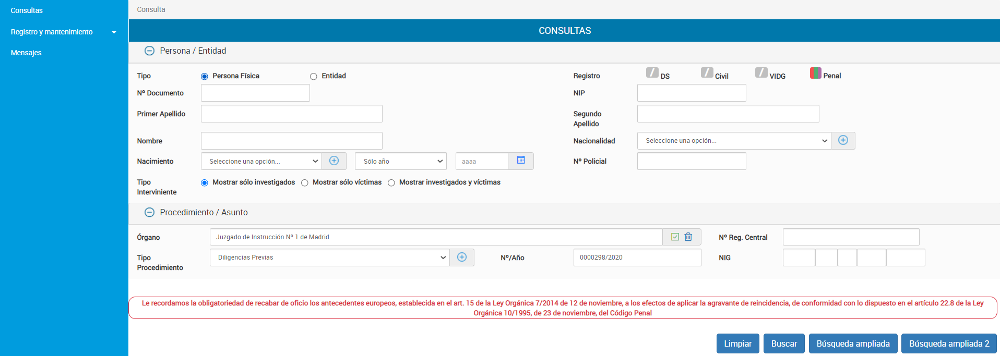 Consultas
Registro y mantenimiento
Mensajes
Consulta
CONSULTAS
Persona / Entidad
Tipo Persona Física Entidad Registro DS Civil VIDG Penal
Nº Documento NIP
Primer Apellido Segundo
Apellido
Nombre Nacionalidad Seleccione una opción...
Nacimiento Seleccione una opción... Sólo año aaaa Nº Policial
Tipo Mostrar sólo investigados Mostrar sólo víctimas Mostrar investigados y víctimas
Interviniente
Procedimiento / Asunto
Órgano Juzgado de Instrucción Nº 1 de Madrid Nº Reg. Central
Tipo Diligencias Previas Nº/Año 0000298/2020 NIG
Procedimiento
Le recordamos la obligatoriedad de recabar de oficio los antecedentes europeos, establecida en el art. 15 de la Ley Orgánica 7/2014 de 12 de noviembre, a los efectos de aplicar la agravante de reincidencia, de conformidad con lo dispuesto en el artículo 22.8 de la Ley
Orgánica 10/1995, de 23 de noviembre, del Código Penal
Limpiar Buscar Búsqueda ampliada Búsqueda ampliada 2